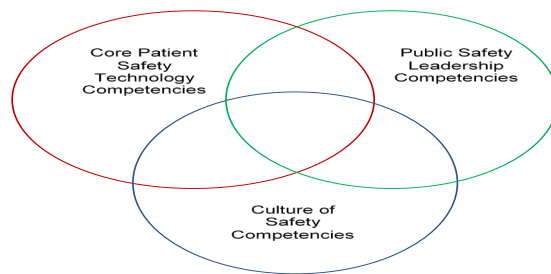 Core Patient
Safety
Technology
Competencies
Public Safety
Leadership
Competencies
Culture of
Safety
Competencies